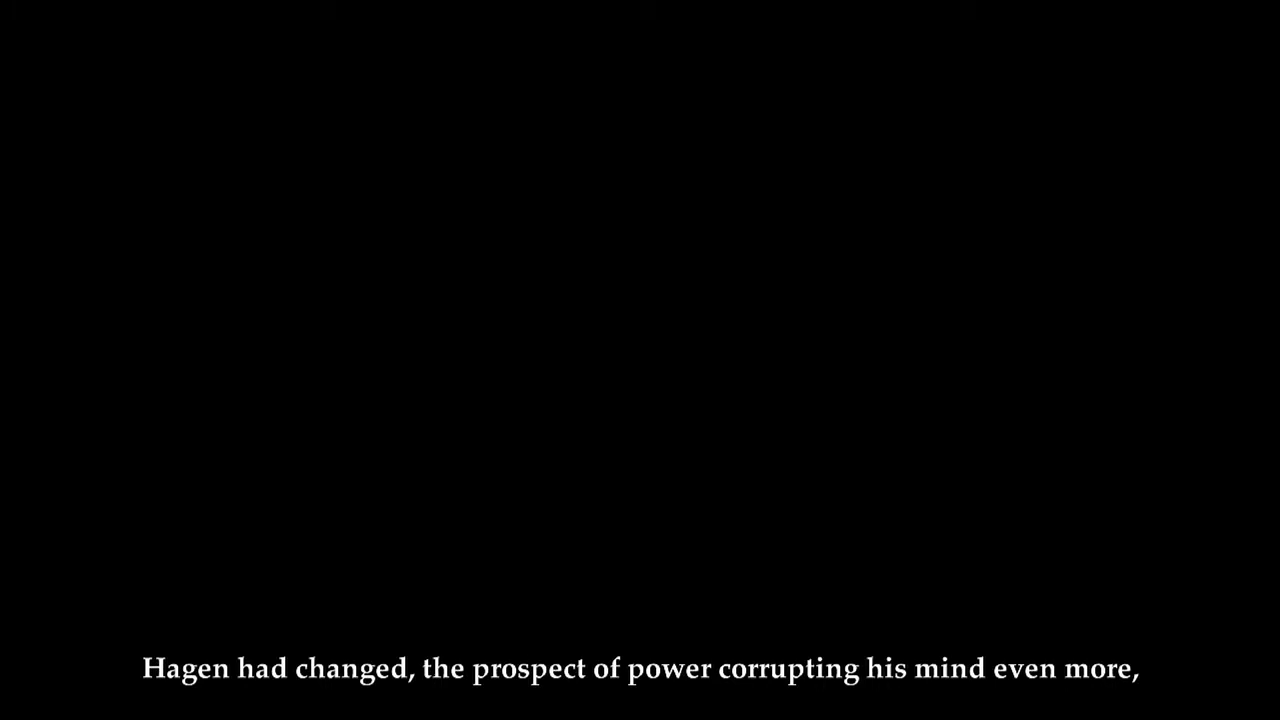 Hagen had changed, the prospect of power corrupting his mind even more,